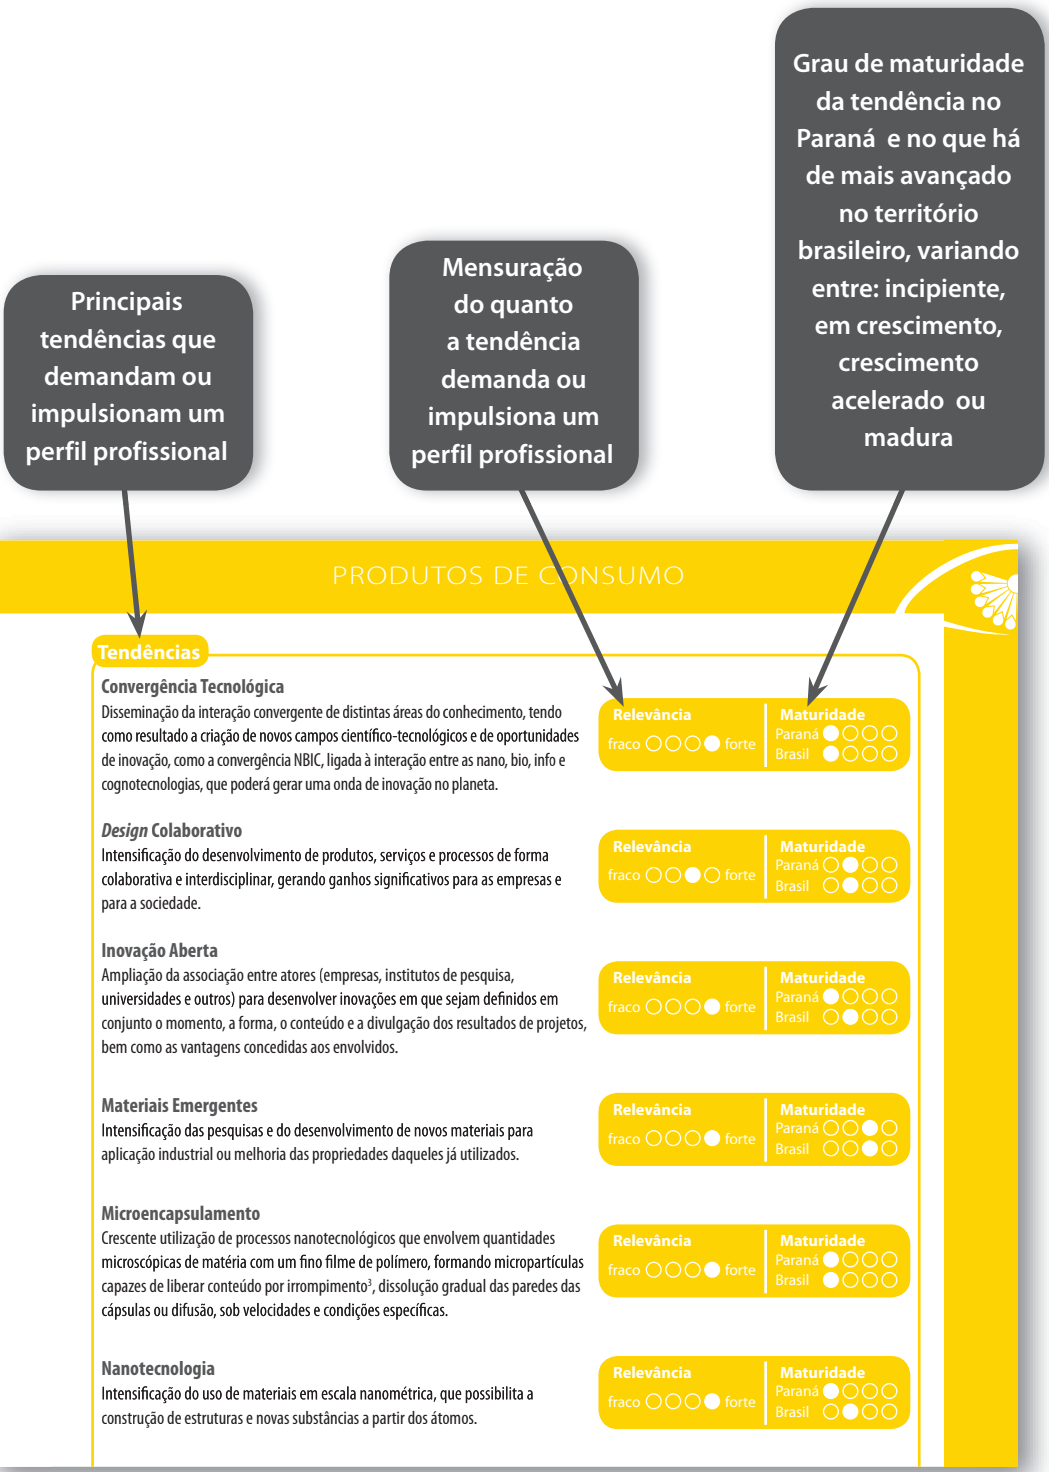 Grau de maturidade
da tendência no
Paraná e no que há
de mais avançado
no território
brasileiro, variando
entre: incipiente,
em crescimento,
crescimento
acelerado ou
madura
Mensuração
do quanto
a tendência
demanda ou
impulsiona um
perfil profissional
Principais
tendências que
demandam ou
impulsionam um
perfil profissional
PRODUTOS DE CONSUMO
Tendências
Convergência Tecnológica
Disseminação da interação convergente de distintas áreas do conhecimento, tendo
como resultado a criação de novos campos científico-tecnológicos e de oportunidades
de inovação, como a convergência NBIC, ligada à interação entre as nano, bio, info e
cognotecnologias, que poderá gerar uma onda de inovação no planeta.
Relevância
fraco forte
Maturidade
Paraná
Brasil
Design Colaborativo
Intensificação do desenvolvimento de produtos, serviços e processos de forma
colaborativa e interdisciplinar, gerando ganhos significativos para as empresas e
para a sociedade.
Relevância
fraco forte
Maturidade
Paraná
Brasil
Inovação Aberta
Ampliação da associação entre atores (empresas, institutos de pesquisa,
universidades e outros) para desenvolver inovações em que sejam definidos em
conjunto o momento, a forma, o conteúdo e a divulgação dos resultados de projetos,
bem como as vantagens concedidas aos envolvidos.
Relevância
fraco forte
Maturidade
Paraná
Brasil
Materiais Emergentes
Intensificação das pesquisas e do desenvolvimento de novos materiais para
aplicação industrial ou melhoria das propriedades daqueles já utilizados.
Relevância
fraco forte
Maturidade
Paraná
Brasil
Microencapsulamento
Crescente utilização de processos nanotecnológicos que envolvem quantidades
microscópicas de matéria com um fino filme de polímero, formando micropartículas
capazes de liberar conteúdo por irrompimento³, dissolução gradual das paredes das
cápsulas ou difusão, sob velocidades e condições específicas.
Relevância
fraco forte
Maturidade
Paraná
Brasil
Nanotecnologia
Intensificação do uso de materiais em escala nanométrica, que possibilita a
construção de estruturas e novas substâncias a partir dos átomos.
Relevância
fraco forte
Maturidade
Paraná
Brasil